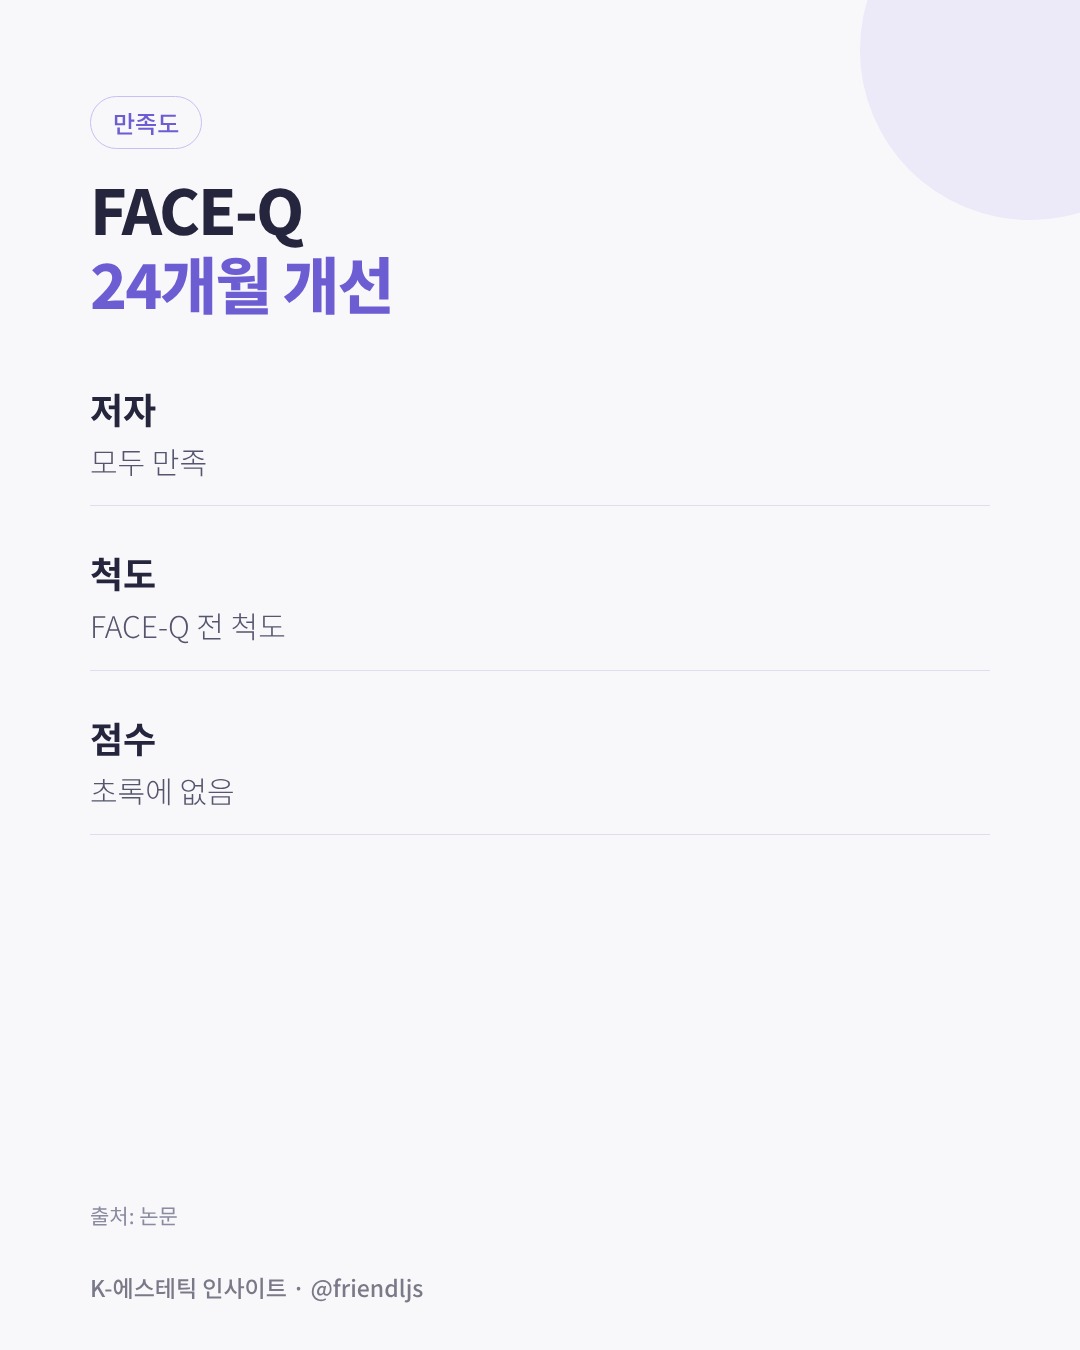 만족도
FACE-Q
24개월 개선
저자
모두 만족
척도
FACE-Q 전 척도
점수
초록에 없음
출처: 논문
K-에스테틱 인사이트 · @friendljs